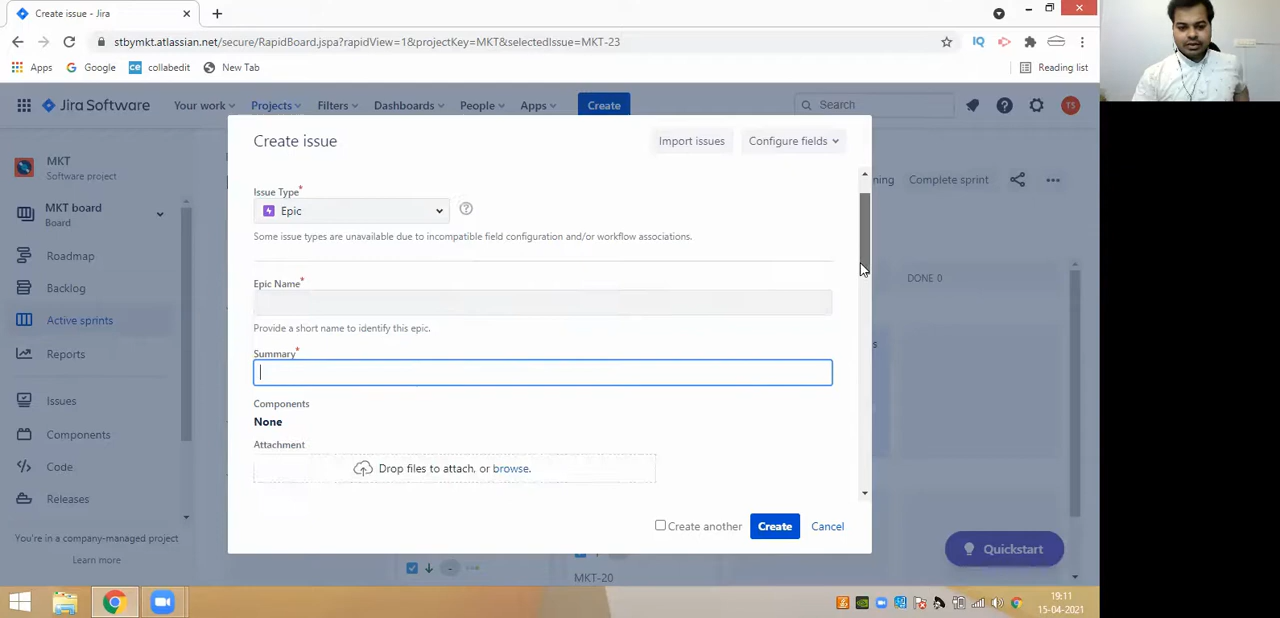 Create issue - Jira
stbymkt.atlassian.net/secure/RapidBoard.jspa?rapidView=1&projectKey=MKT&selectedIssue=MKT-23
IQ
Apps
Google
ce
collabedit
New Tab
Reading list
Jira Software
Your work
Projects
Filters
Dashboards
People
Apps
Create
Search
TS
MKT
Software project
MKT board
Board
Roadmap
Backlog
Active sprints
Reports
Issues
Components
Code
Releases
You're in a company-managed project
Learn more
Create issue
Import issues
Configure fields
Issue Type*
Epic
Some issue types are unavailable due to incompatible field configuration and/or workflow associations.
Epic Name*
Provide a short name to identify this epic.
Summary*
Components
None
Attachment
Drop files to attach, or browse.
Create another
Create
Cancel
Complete sprint
DONE 0
MKT-20
Quickstart
19:11
15-04-2021